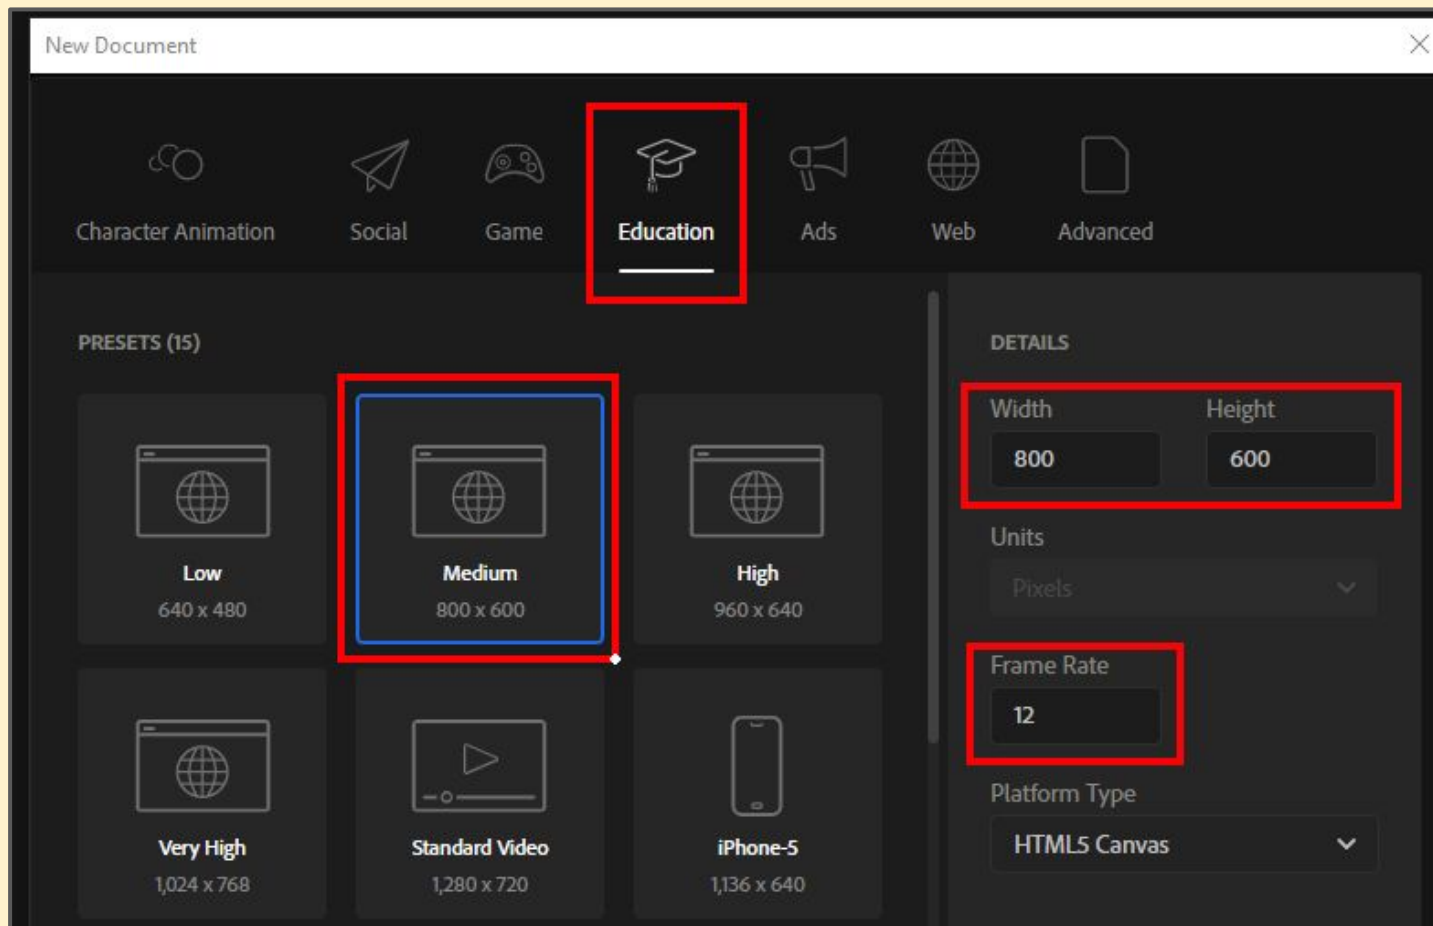 New Document
Character Animation
Social
Game
Education
Ads
Web
Advanced
PRESETS (15)
Low
640 x 480
Medium
800 x 600
High
960 x 640
Very High
1,024 x 768
Standard Video
1,280 x 720
iPhone-5
1,136 x 640
DETAILS
Width
Height
800
600
Units
Pixels
Frame Rate
12
Platform Type
HTML5 Canvas